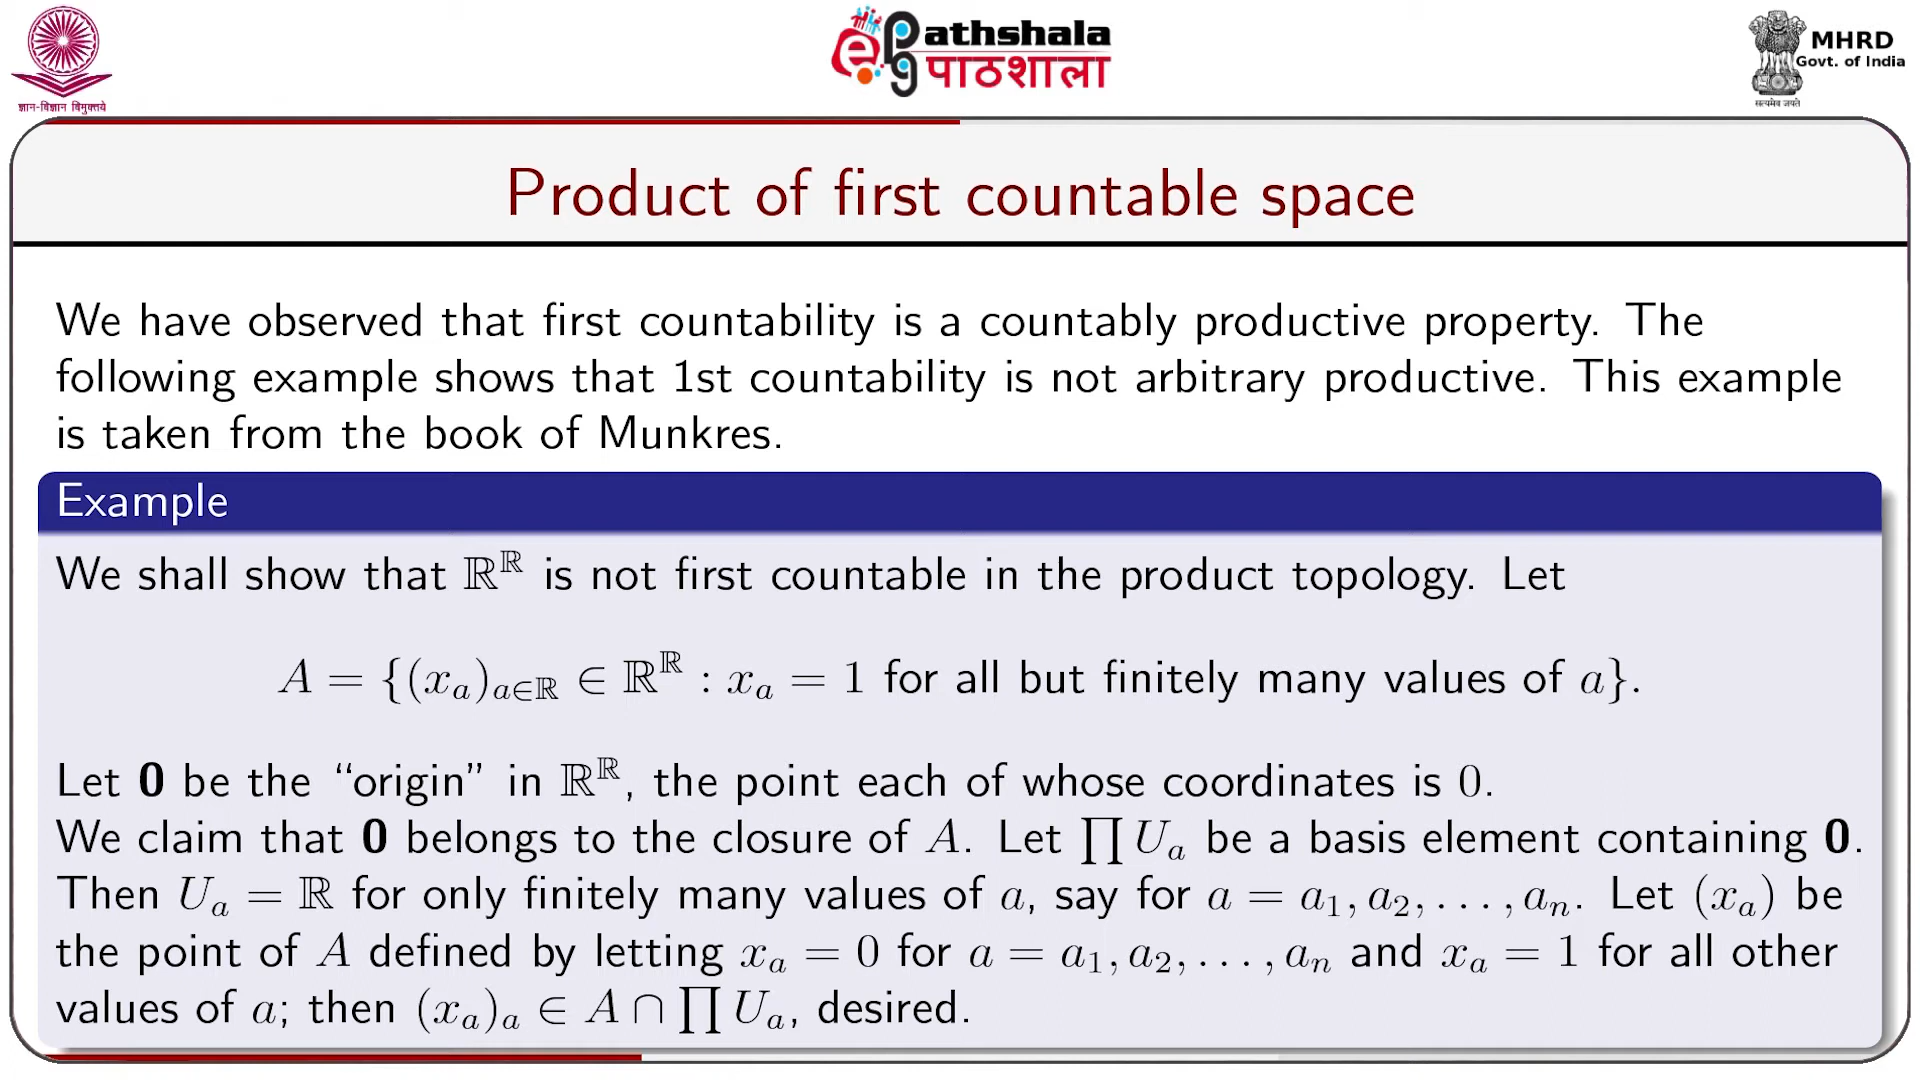 ज्ञान-विज्ञान विमुक्तये
ePG Pathshala
पाठशाला
MHRD
Govt. of India
सत्यमेव जयते
Product of first countable space
We have observed that first countability is a countably productive property. The
following example shows that 1st countability is not arbitrary productive. This example
is taken from the book of Munkres.
Example
We shall show that ℝ^ℝ is not first countable in the product topology. Let
A = {(x_a)_{a∈ℝ} ∈ ℝ^ℝ : x_a = 1 for all but finitely many values of a}.
Let 0 be the “origin” in ℝ^ℝ, the point each of whose coordinates is 0.
We claim that 0 belongs to the closure of A. Let ∏ U_a be a basis element containing 0.
Then U_a = ℝ for only finitely many values of a, say for a = a_1, a_2, . . . , a_n. Let (x_a) be
the point of A defined by letting x_a = 0 for a = a_1, a_2, . . . , a_n and x_a = 1 for all other
values of a; then (x_a)_a ∈ A ∩ ∏ U_a, desired.